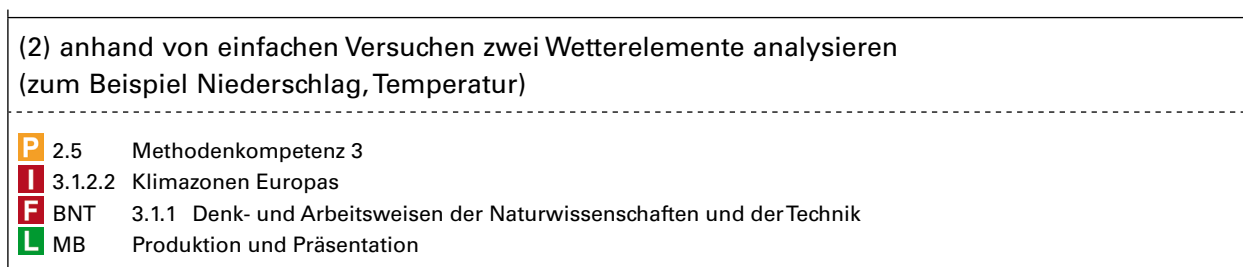 (2) anhand von einfachen Versuchen zwei Wetterelemente analysieren
(zum Beispiel Niederschlag, Temperatur)
P 2.5 Methodenkompetenz 3
I 3.1.2.2 Klimazonen Europas
F BNT 3.1.1 Denk- und Arbeitsweisen der Naturwissenschaften und der Technik
L MB Produktion und Präsentation